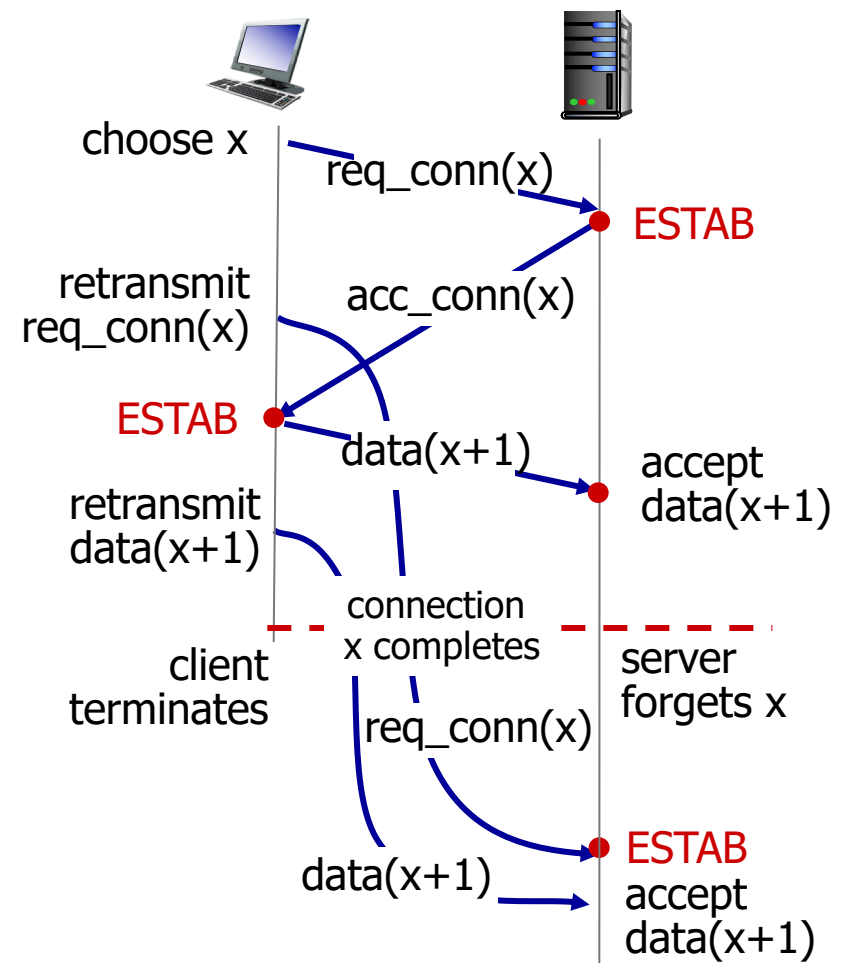 choose x
req_conn(x)
ESTAB
retransmit
req_conn(x)
acc_conn(x)
ESTAB
data(x+1)
accept
data(x+1)
retransmit
data(x+1)
connection
x completes
client
terminates
server
forgets x
req_conn(x)
ESTAB
data(x+1)
accept
data(x+1)